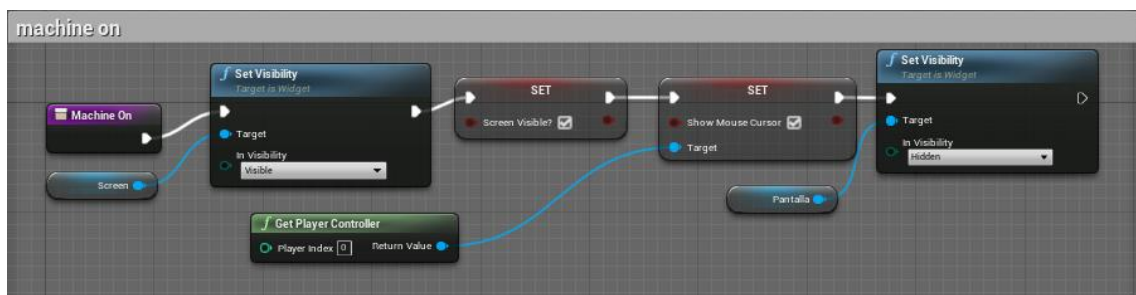 machine on
Machine On
Screen
Set Visibility
Target is Widget
Target
In Visibility
Visible
Get Player Controller
Player Index 0
Return Value
SET
Screen Visible?
SET
Show Mouse Cursor
Target
Pantalla
Set Visibility
Target is Widget
Target
In Visibility
Hidden